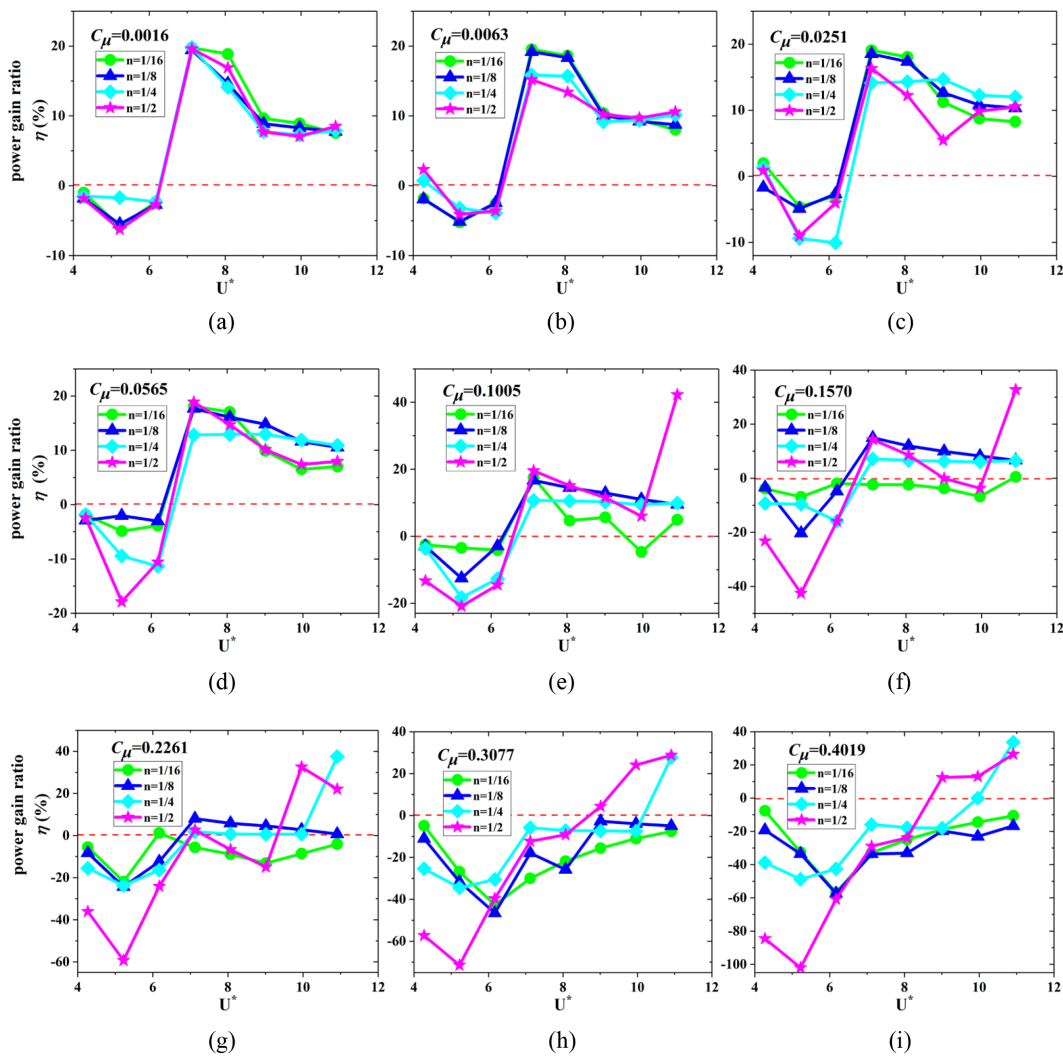 power gain ratio
η (%)
Cμ=0.0016
n=1/16
n=1/8
n=1/4
n=1/2
20
10
0
-10
4 6 8 10 12
U*
(a)
Cμ=0.0063
n=1/16
n=1/8
n=1/4
n=1/2
20
10
0
-10
4 6 8 10 12
U*
(b)
power gain ratio
η (%)
Cμ=0.0251
n=1/16
n=1/8
n=1/4
n=1/2
20
10
0
-10
4 6 8 10 12
U*
(c)
power gain ratio
η (%)
Cμ=0.0565
n=1/16
n=1/8
n=1/4
n=1/2
20
10
0
-10
-20
4 6 8 10 12
U*
(d)
Cμ=0.1005
n=1/16
n=1/8
n=1/4
n=1/2
40
20
0
-20
4 6 8 10 12
U*
(e)
Cμ=0.1570
n=1/16
n=1/8
n=1/4
n=1/2
40
20
0
-20
-40
4 6 8 10 12
U*
(f)
power gain ratio
η (%)
Cμ=0.2261
n=1/16
n=1/8
n=1/4
n=1/2
40
20
0
-20
-40
-60
4 6 8 10 12
U*
(g)
Cμ=0.3077
n=1/16
n=1/8
n=1/4
n=1/2
40
20
0
-20
-40
-60
4 6 8 10 12
U*
(h)
Cμ=0.4019
n=1/16
n=1/8
n=1/4
n=1/2
40
20
0
-20
-40
-60
-80
-100
4 6 8 10 12
U*
(i)